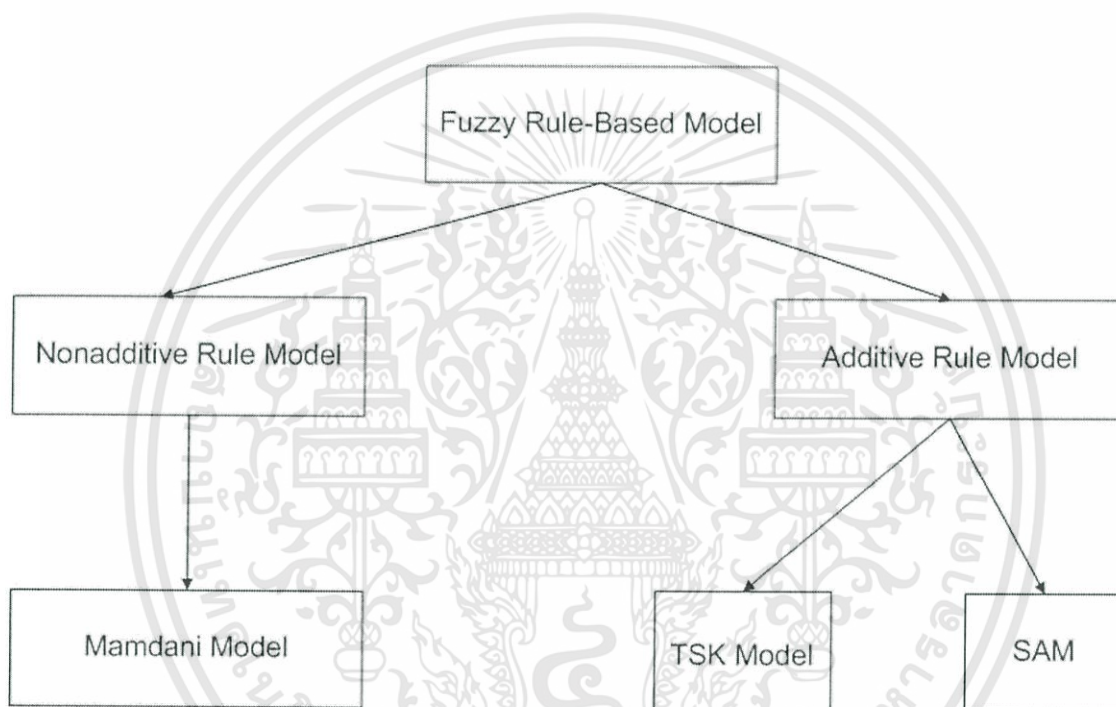 Fuzzy Rule-Based Model
Nonadditive Rule Model
Additive Rule Model
Mamdani Model
TSK Model
SAM